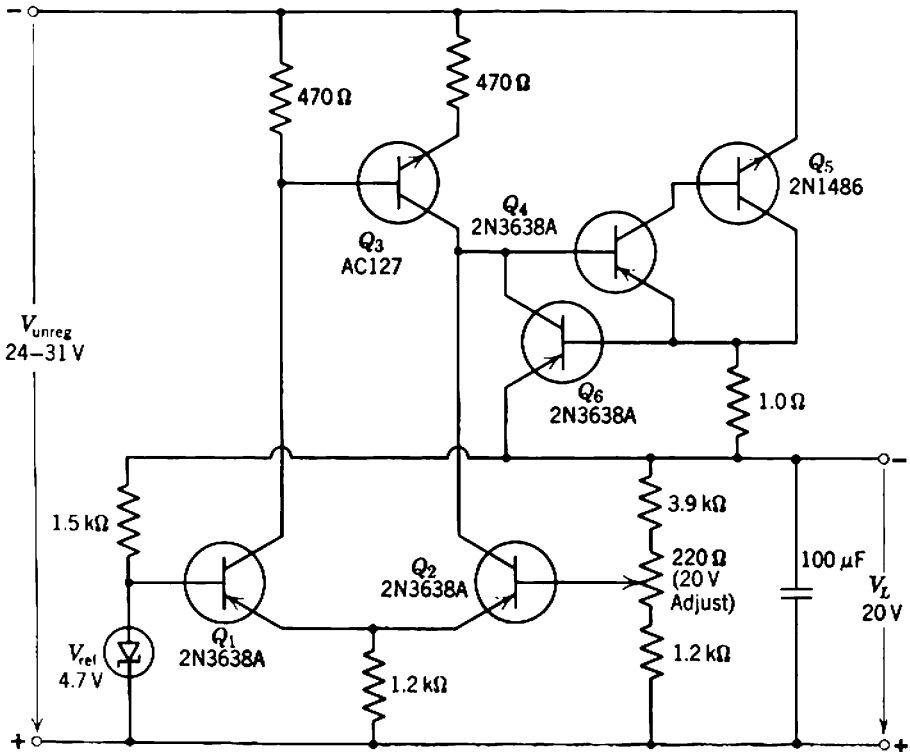 −
470 Ω
470 Ω
Q5
2N1486
Q4
2N3638A
Q3
AC127
Vunreg
24–31 V
Q6
2N3638A
1.0 Ω
−
1.5 kΩ
3.9 kΩ
Q2
2N3638A
220 Ω
(20 V
Adjust)
100 μF
VL
20 V
Q1
2N3638A
Vref
4.7 V
1.2 kΩ
1.2 kΩ
+
+